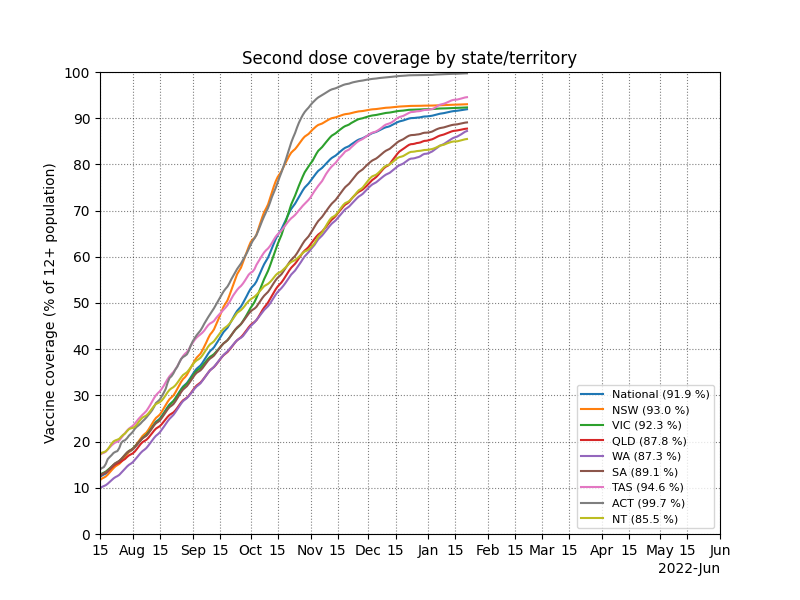 Second dose coverage by state/territory
Vaccine coverage (% of 12+ population)
100
90
80
70
60
50
40
30
20
10
0
National (91.9 %)
NSW (93.0 %)
VIC (92.3 %)
QLD (87.8 %)
WA (87.3 %)
SA (89.1 %)
TAS (94.6 %)
ACT (99.7 %)
NT (85.5 %)
15 Aug 15 Sep 15 Oct 15 Nov 15 Dec 15 Jan 15 Feb 15 Mar 15 Apr 15 May 15 Jun
2022-Jun